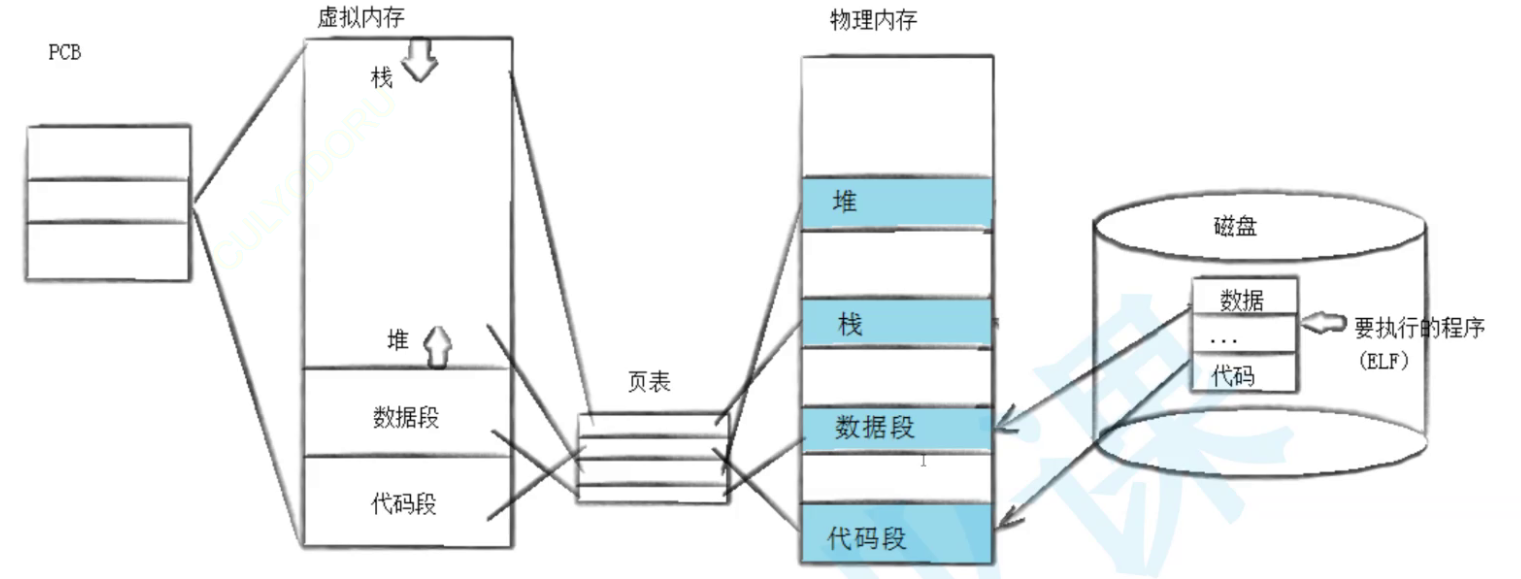 PCB
虚拟内存
栈
堆
数据段
代码段
页表
物理内存
堆
栈
数据段
代码段
磁盘
数据
...
代码
要执行的程序
(ELF)
课